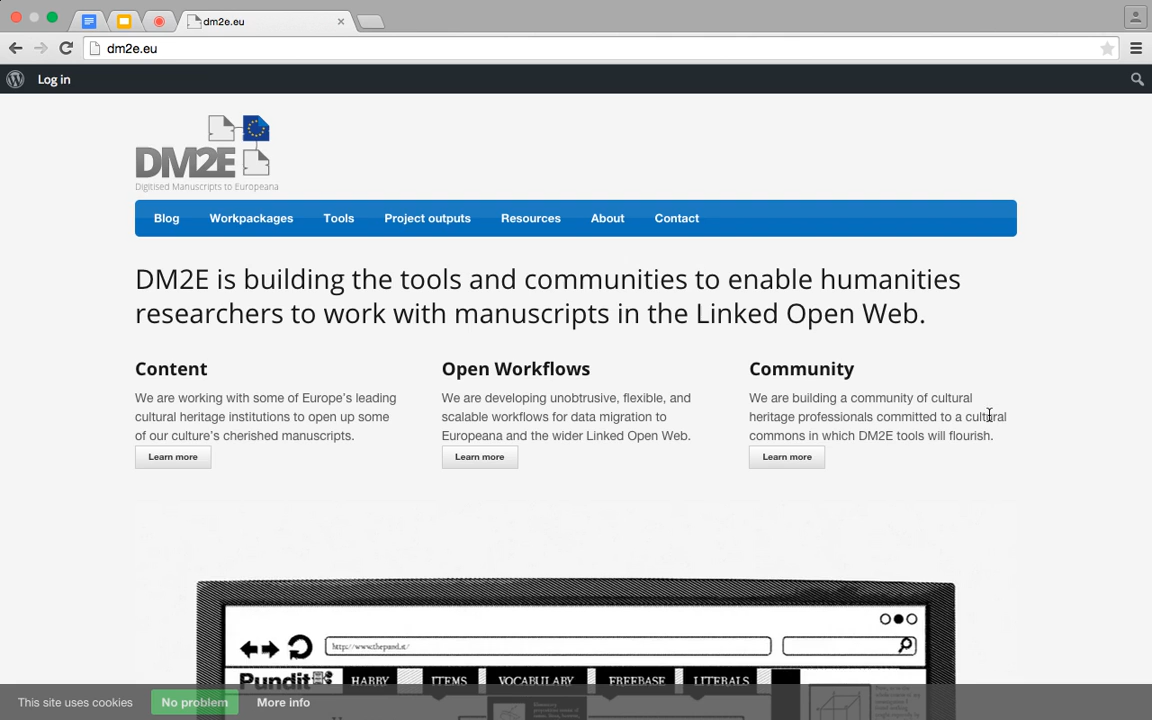 dm2e.eu
dm2e.eu
Log in
DM2E
Digitised Manuscripts to Europeana
Blog Workpackages Tools Project outputs Resources About Contact
DM2E is building the tools and communities to enable humanities
researchers to work with manuscripts in the Linked Open Web.
Content
We are working with some of Europe's leading
cultural heritage institutions to open up some
of our culture's cherished manuscripts.
Learn more
Open Workflows
We are developing unobtrusive, flexible, and
scalable workflows for data migration to
Europeana and the wider Linked Open Web.
Learn more
Community
We are building a community of cultural
heritage professionals committed to a cultural
commons in which DM2E tools will flourish.
Learn more
http://www.thepund.it/
Pundit HARRY ITEMS VOCABULARY FREEBASE LITERALS
This site uses cookies No problem More info